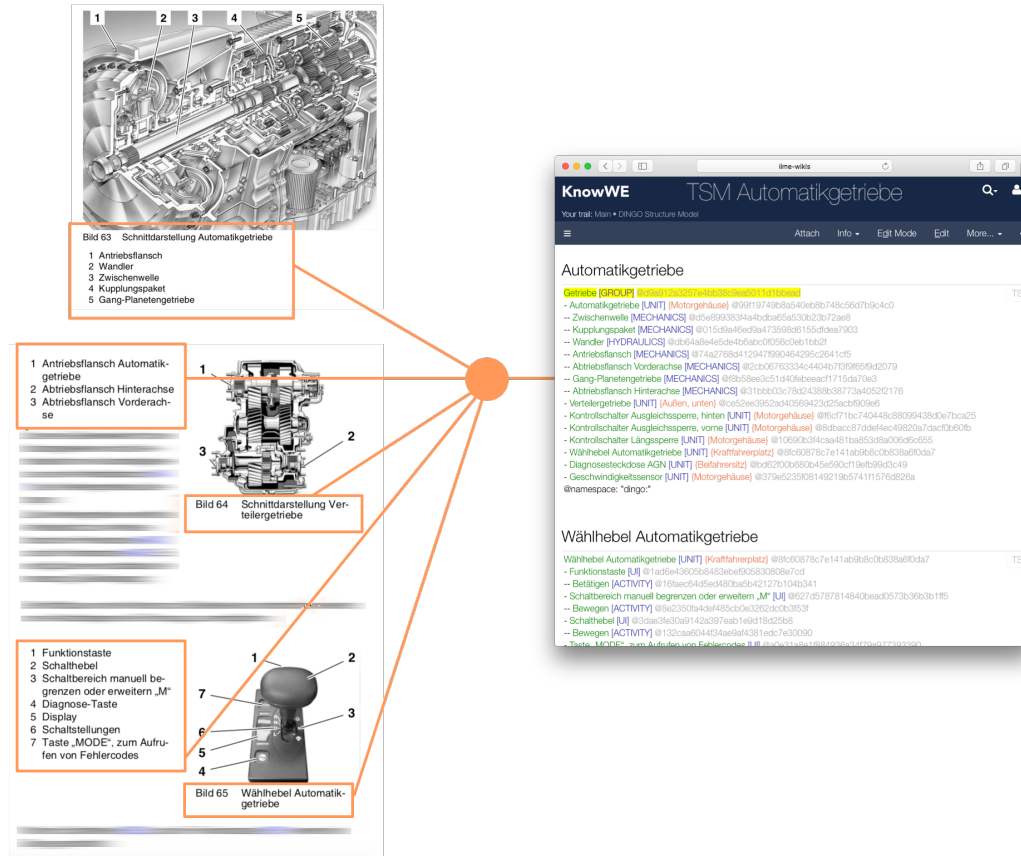 1 2 3 4 5
Bild 63 Schnittdarstellung Automatikgetriebe
1 Antriebsflansch
2 Wandler
3 Zwischenwelle
4 Kupplungspaket
5 Gang-Planetengetriebe
1 Antriebsflansch Automatik-
getriebe
2 Abtriebsflansch Hinterachse
3 Abtriebsflansch Vorderach-
se
1
2
3
Bild 64 Schnittdarstellung Ver-
teilergetriebe
1 Funktionstaste
2 Schalthebel
3 Schaltbereich manuell be-
grenzen oder erweitern „M“
4 Diagnose-Taste
5 Display
6 Schaltstellungen
7 Taste „MODE“, zum Aufru-
fen von Fehlercodes
1 2
7
3
6
5
4
Bild 65 Wählhebel Automatik-
getriebe
ilme-wikis
KnowWE TSM Automatikgetriebe
Your trail: Main • DINGO Structure Model
Attach Info Edit Mode Edit More...
Automatikgetriebe
Getriebe [GROUP] @d9a912a3257e4bb38c9ea5011d1bbead
- Automatikgetriebe [UNIT] {Motorgehäuse} @99f19749b8a540eb8b748c56d7b9c4c0
-- Zwischenwelle [MECHANICS] @d5e899383f4a4bdba65a530b23b72ae8
-- Kupplungspaket [MECHANICS] @015d9a46ed9a473598d6155dfdea7903
-- Wandler [HYDRAULICS] @db64a8e4e5de4b6abc0f056c0eb1bb2f
-- Antriebsflansch [MECHANICS] @74a2768d412947f990464295c2641cf5
-- Abtriebsflansch Vorderachse [MECHANICS] @2cb06763334c4404b7f3f9f65f9d2079
-- Gang-Planetengetriebe [MECHANICS] @f8b58ee3c51d40febeeacf1715da70e3
-- Abtriebsflansch Hinterachse [MECHANICS] @31bbb03c78d24388b38773a4052f2176
- Verteilergetriebe [UNIT] {Außen, unten} @ce52ee3952ad40569423d25acbf909e6
- Kontrollschalter Ausgleichssperre, hinten [UNIT] {Motorgehäuse} @f6cf71bc740448c88099438d0e7bca25
- Kontrollschalter Ausgleichssperre, vorne [UNIT] {Motorgehäuse} @8dbacc87ddef4ec49820a7dacf0b60fb
- Kontrollschalter Längssperre [UNIT] {Motorgehäuse} @10690b3f4caa481ba853d8a006d6c655
- Wählhebel Automatikgetriebe [UNIT] {Kraftfahrerplatz} @8fc60878c7e141ab9b8c0b838a6f0da7
- Diagnosesteckdose AGN [UNIT] {Beifahrersitz} @bd62f00b680b45e590cf19efb99d3c49
- Geschwindigkeitssensor [UNIT] {Motorgehäuse} @379e5235f08149219b5741f1576d826a
@namespace: "dingo:"
Wählhebel Automatikgetriebe
Wählhebel Automatikgetriebe [UNIT] {Kraftfahrerplatz} @8fc60878c7e141ab9b8c0b838a6f0da7
- Funktionstaste [UI] @1ad6e43605b8483ebef905830808e7cd
-- Betätigen [ACTIVITY] @16faec64d5ed480ba5b42127b104b341
- Schaltbereich manuell begrenzen oder erweitern „M“ [UI] @627d5787814840bead0573b36b3b1ff5
-- Bewegen [ACTIVITY] @8e2350fa4def485cb0e3262dc0b3f53f
- Schalthebel [UI] @3dae3fe30a9142a397eab1e9d18d25b8
-- Bewegen [ACTIVITY] @132caa6044f34ae9af4381edc7e30090
- Taste „MODE“, zum Aufrufen von Fehlercodes [UI]